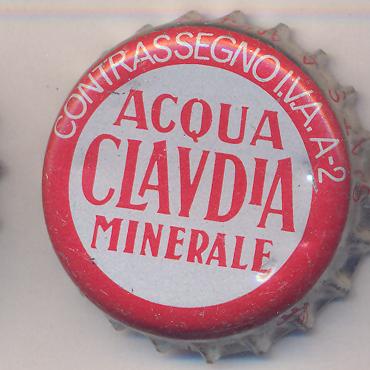 CONTRASSEGNO I.V.A. A-2
ACQUA
CLAVDIA
MINERALE